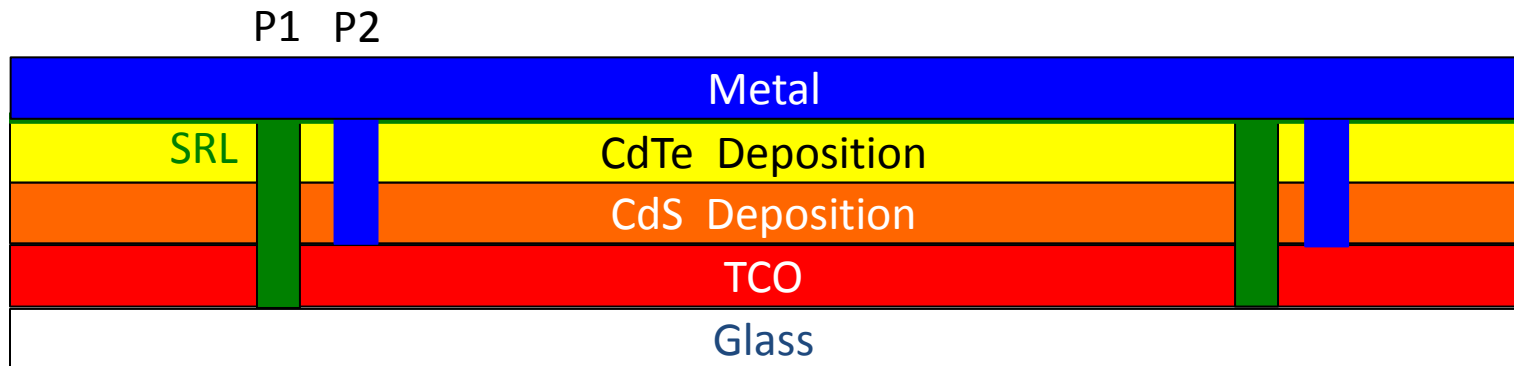 P1 P2
Metal
SRL
CdTe Deposition
CdS Deposition
TCO
Glass